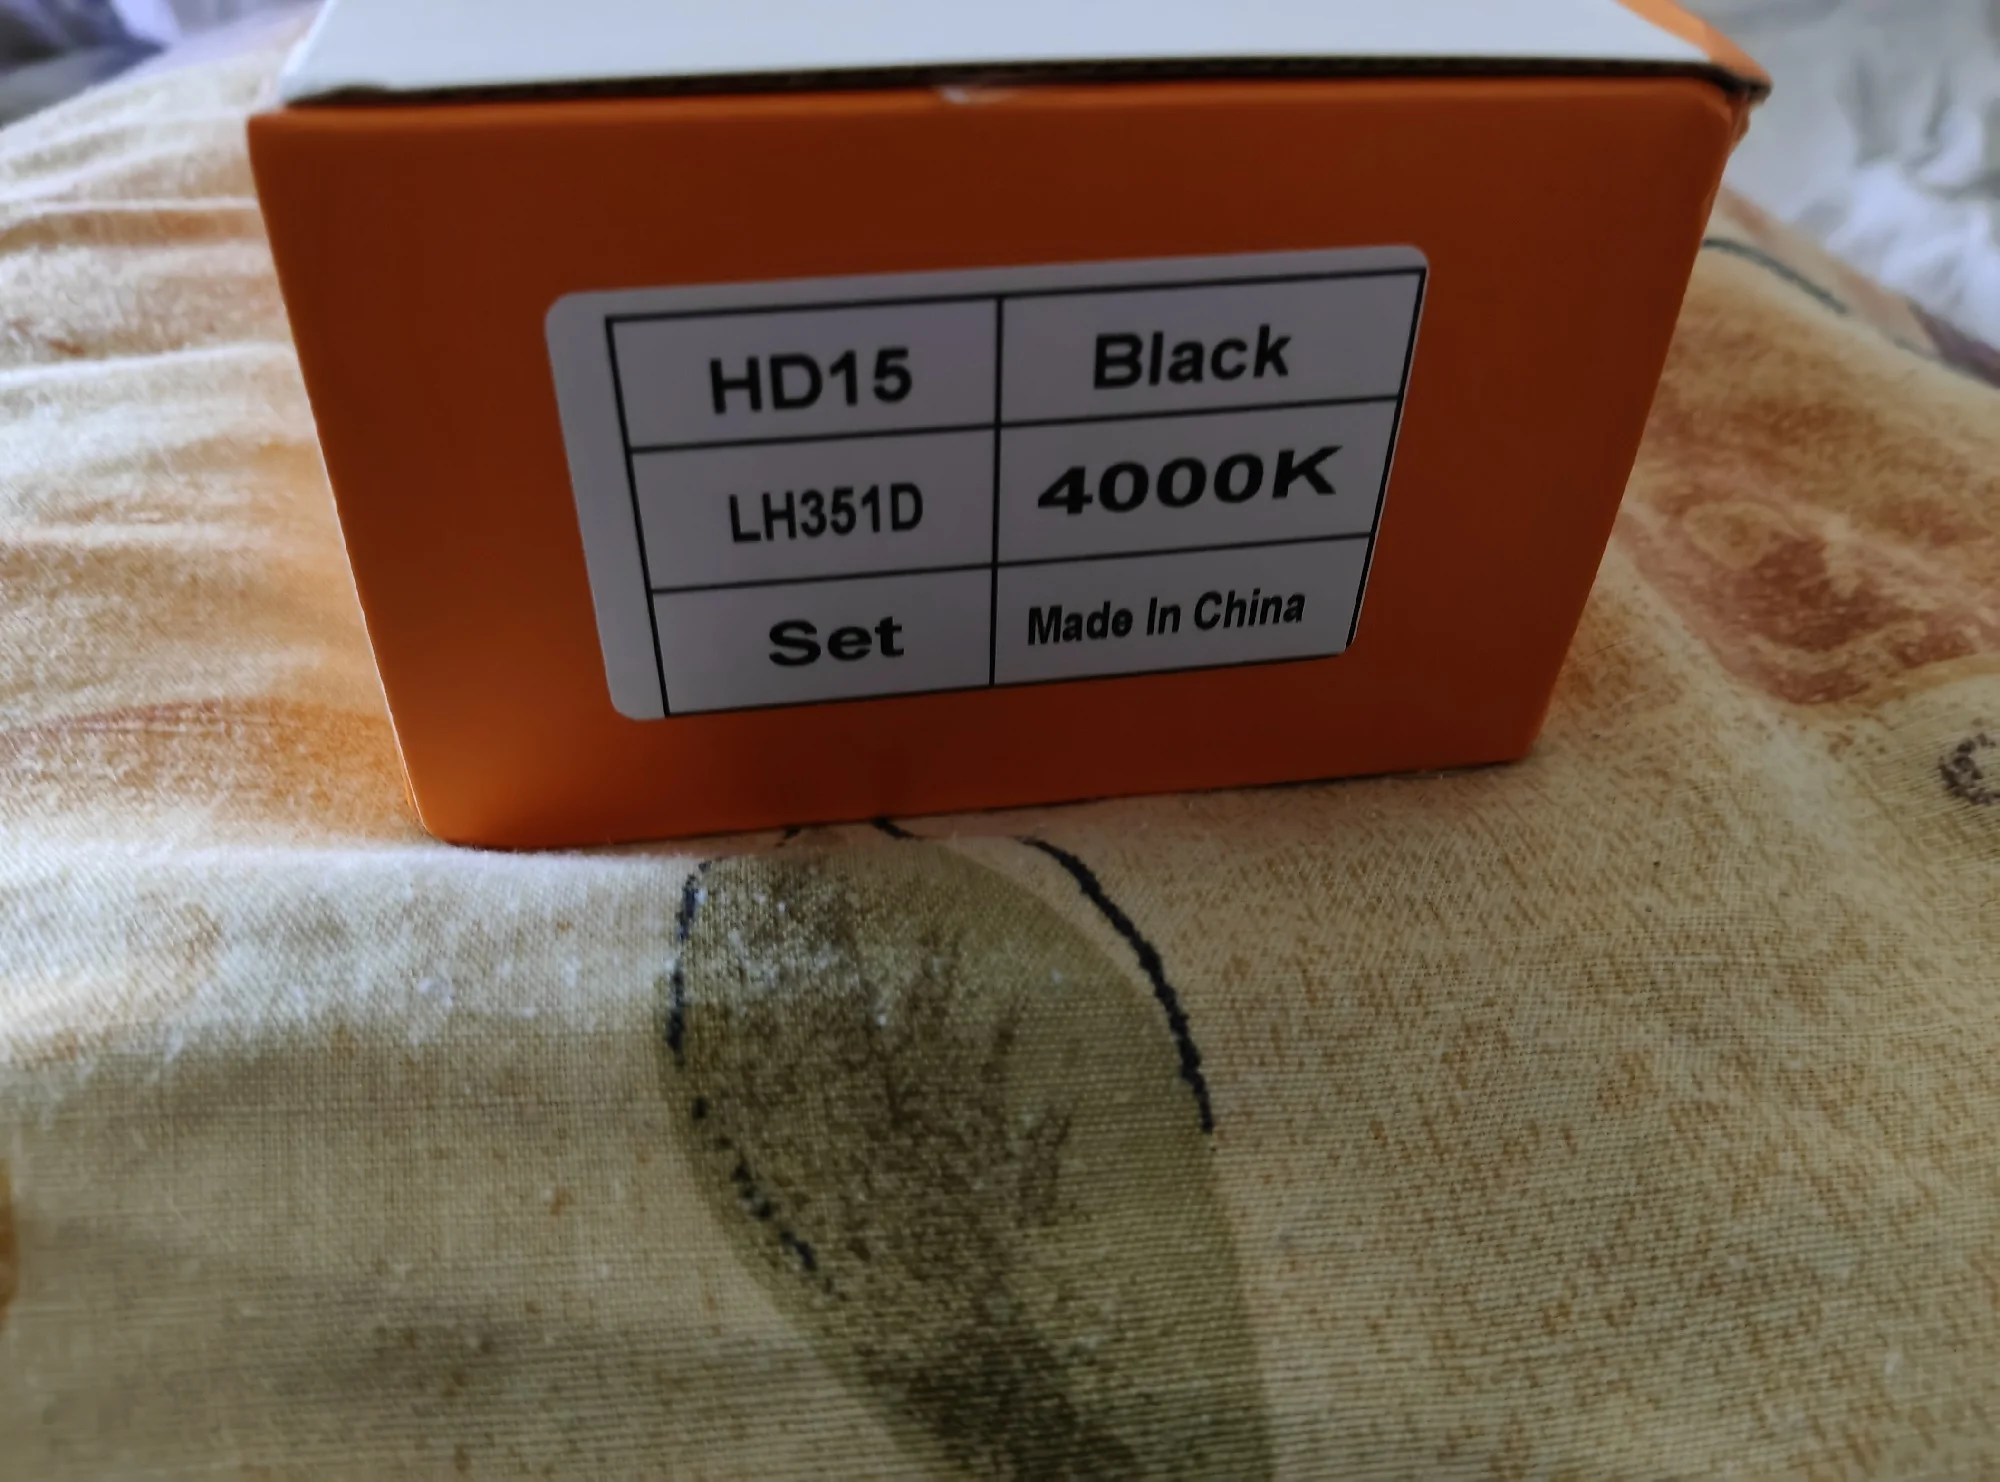 HD15 Black
LH351D 4000K
Set Made In China